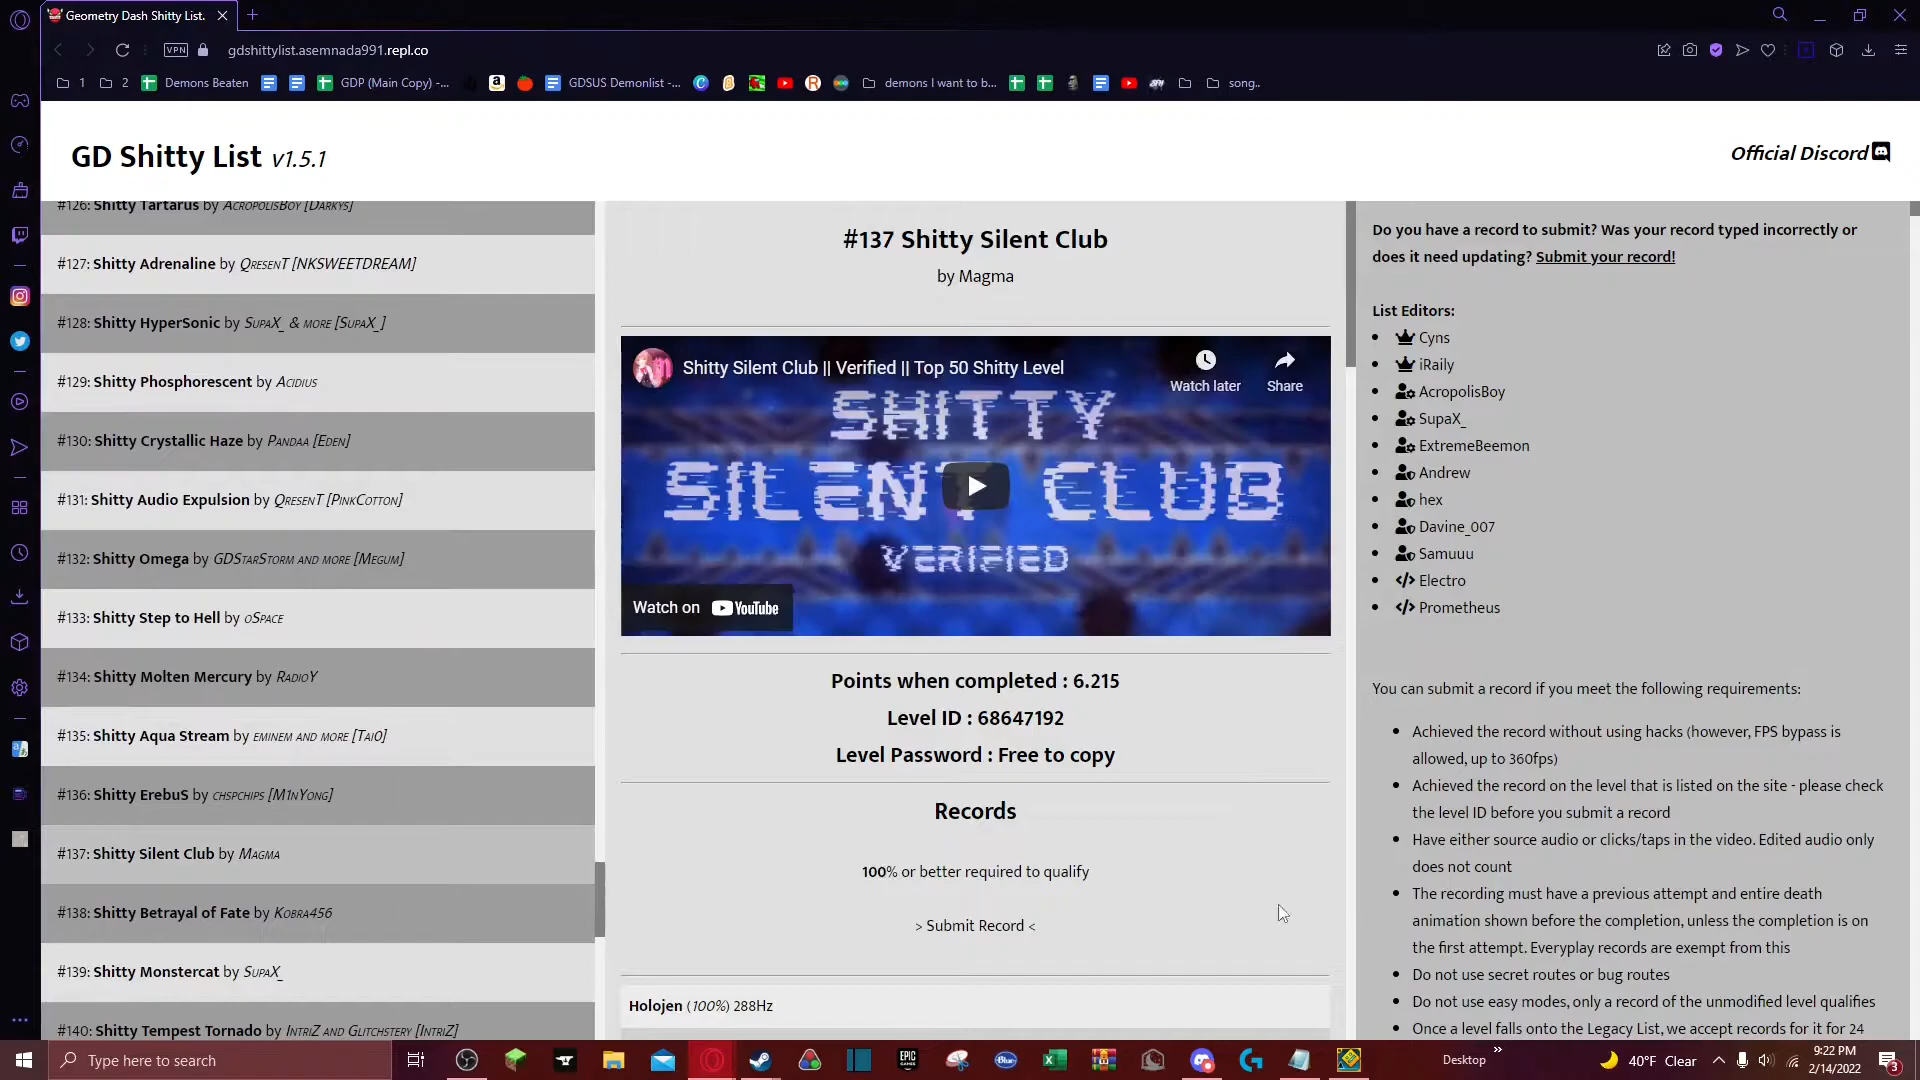 Geometry Dash Shitty List.
VPN
gdshittylist.asemnada991.repl.co
1
2
Demons Beaten
GDP (Main Copy) -...
GDSUS Demonlist -...
demons I want to b...
song..
GD Shitty List v1.5.1
Official Discord
#126: Shitty Tartarus by AcropolisBoy [Darkys]
#127: Shitty Adrenaline by QresenT [NKSWEETDREAM]
#128: Shitty HyperSonic by SupaX_ & more [SupaX_]
#129: Shitty Phosphorescent by Acidius
#130: Shitty Crystallic Haze by Pandaa [Eden]
#131: Shitty Audio Expulsion by QresenT [PinkCotton]
#132: Shitty Omega by GDStarStorm and more [Megum]
#133: Shitty Step to Hell by oSpace
#134: Shitty Molten Mercury by RadioY
#135: Shitty Aqua Stream by eminem and more [Tai0]
#136: Shitty ErebuS by chspchips [M1nYong]
#137: Shitty Silent Club by Magma
#138: Shitty Betrayal of Fate by Kobra456
#139: Shitty Monstercat by SupaX_
#140: Shitty Tempest Tornado by IntriZ and Glitchstery [IntriZ]
#137 Shitty Silent Club
by Magma
Shitty Silent Club || Verified || Top 50 Shitty Level
Watch later
Share
SHITTY
SILENT CLUB
VERIFIED
Watch on YouTube
Points when completed : 6.215
Level ID : 68647192
Level Password : Free to copy
Records
100% or better required to qualify
> Submit Record <
Holojen (100%) 288Hz
Do you have a record to submit? Was your record typed incorrectly or
does it need updating? Submit your record!
List Editors:
Cyns
iRaily
AcropolisBoy
SupaX_
ExtremeBeemon
Andrew
hex
Davine_007
Samuuu
Electro
Prometheus
You can submit a record if you meet the following requirements:
Achieved the record without using hacks (however, FPS bypass is
allowed, up to 360fps)
Achieved the record on the level that is listed on the site - please check
the level ID before you submit a record
Have either source audio or clicks/taps in the video. Edited audio only
does not count
The recording must have a previous attempt and entire death
animation shown before the completion, unless the completion is on
the first attempt. Everyplay records are exempt from this
Do not use secret routes or bug routes
Do not use easy modes, only a record of the unmodified level qualifies
Once a level falls onto the Legacy List, we accept records for it for 24
Type here to search
EPIC
GAMES
Desktop
40°F Clear
9:22 PM
2/14/2022
3